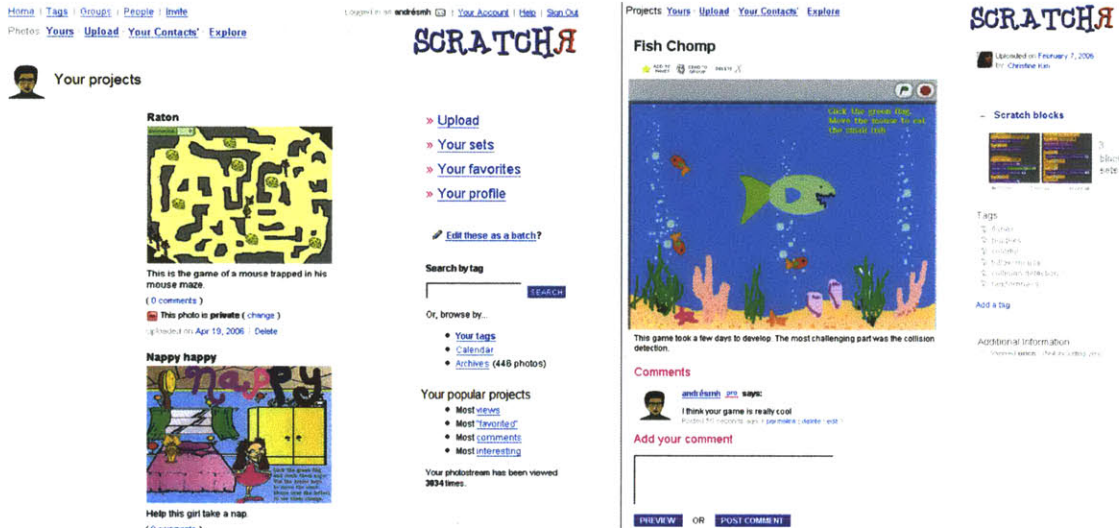 Home | Tags | Groups | People | Invite
Logged in as andrésmh | Your Account | Help | Sign Out
Photos: Yours · Upload · Your Contacts' · Explore
SCRATCHR
Your projects
Raton
This is the game of a mouse trapped in his
mouse maze.
( 0 comments )
This photo is private ( change )
uploaded on Apr 19, 2006 | Delete
Nappy happy
nappy
Help this girl take a nap.
( 0 comments )
» Upload
» Your sets
» Your favorites
» Your profile
Edit these as a batch?
Search by tag
SEARCH
Or, browse by...
• Your tags
• Calendar
• Archives (446 photos)
Your popular projects
• Most views
• Most "favorited"
• Most comments
• Most interesting
Your photostream has been viewed
3034 times.
Projects Yours · Upload · Your Contacts' · Explore
SCRATCHR
Fish Chomp
ADD TO
DELETE
Click the green flag.
Move the mouse to eat
the small fish
This game took a few days to develop. The most challenging part was the collision
detection.
Comments
andrésmh pro says:
I think your game is really cool
Add your comment
PREVIEW OR POST COMMENT
Uploaded on February 7, 2006
by Christine Kim
← Scratch blocks
3
Tags
Add a tag
Additional Information